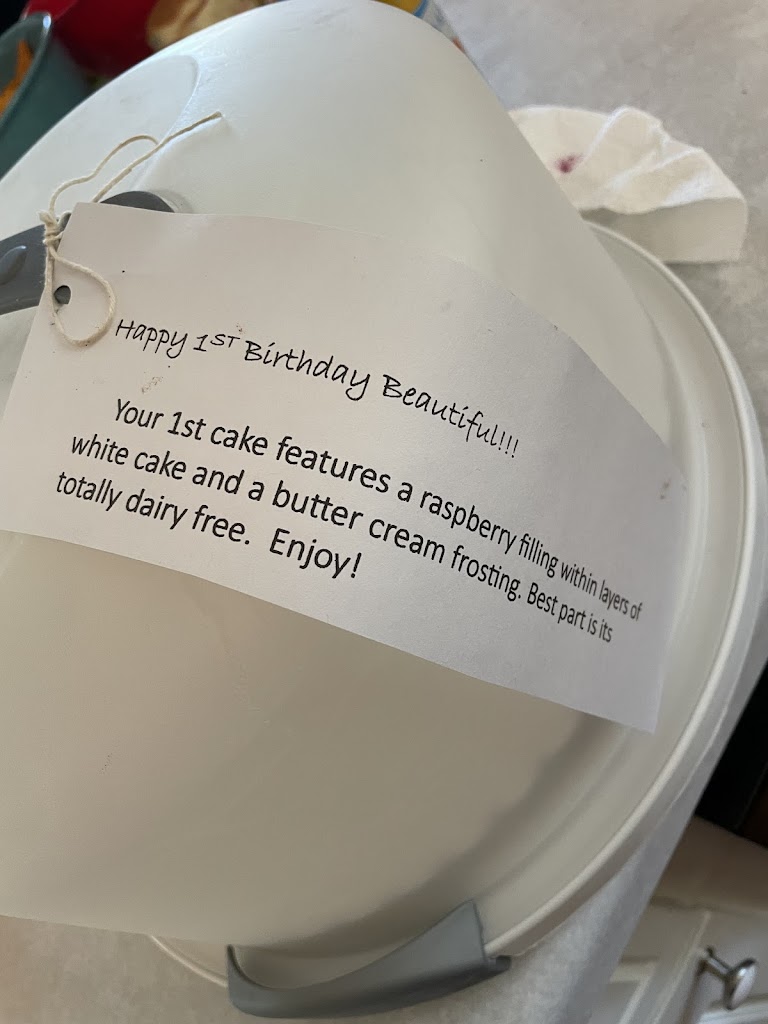 Happy 1ST Birthday Beautiful!!!
Your 1st cake features a raspberry filling within layers of
white cake and a butter cream frosting. Best part is its
totally dairy free. Enjoy!